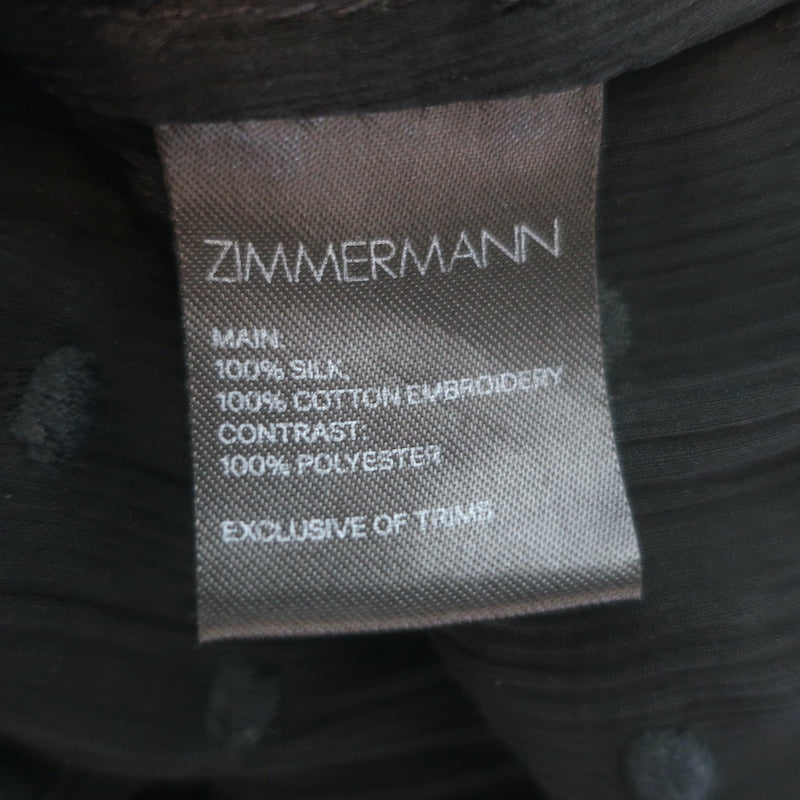 ZIMMERMANN
MAIN:
100% SILK,
100% COTTON EMBROIDERY
CONTRAST:
100% POLYESTER
EXCLUSIVE OF TRIMS